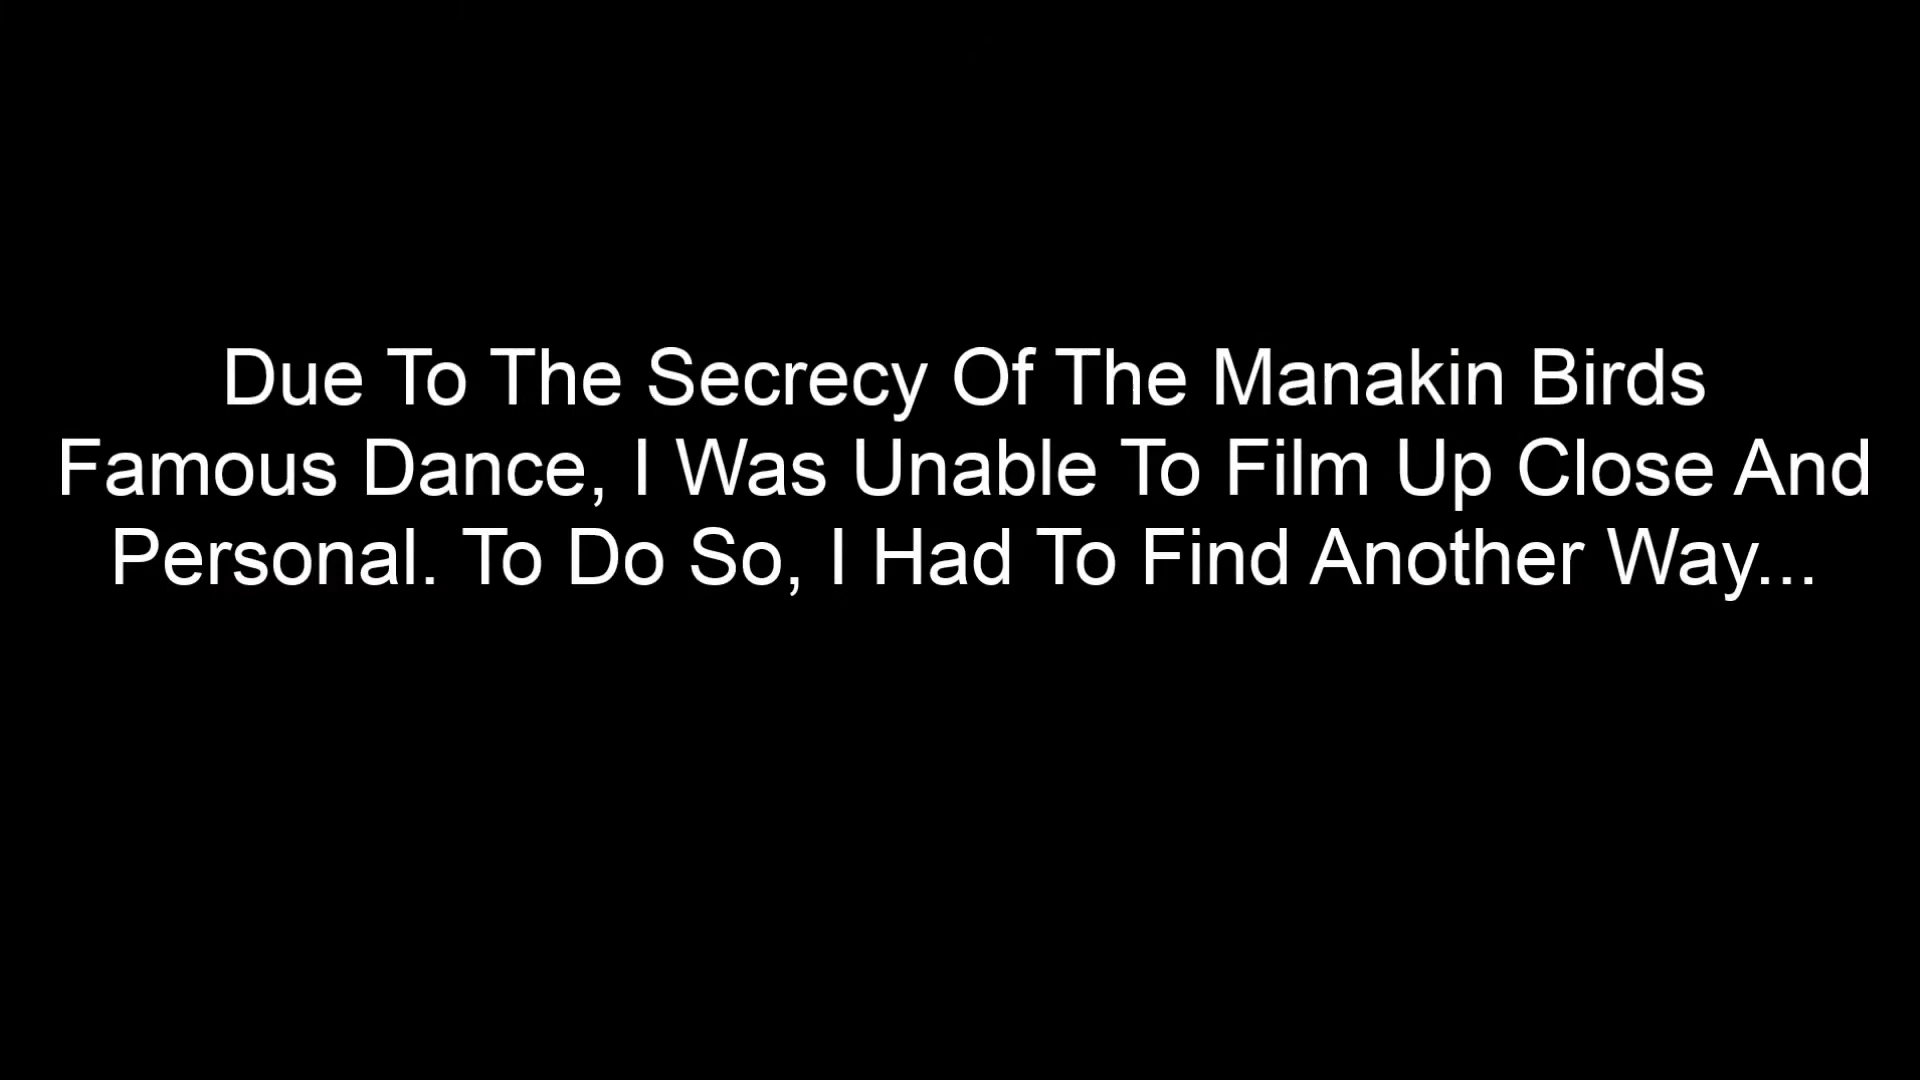 Due To The Secrecy Of The Manakin Birds
Famous Dance, I Was Unable To Film Up Close And
Personal. To Do So, I Had To Find Another Way...